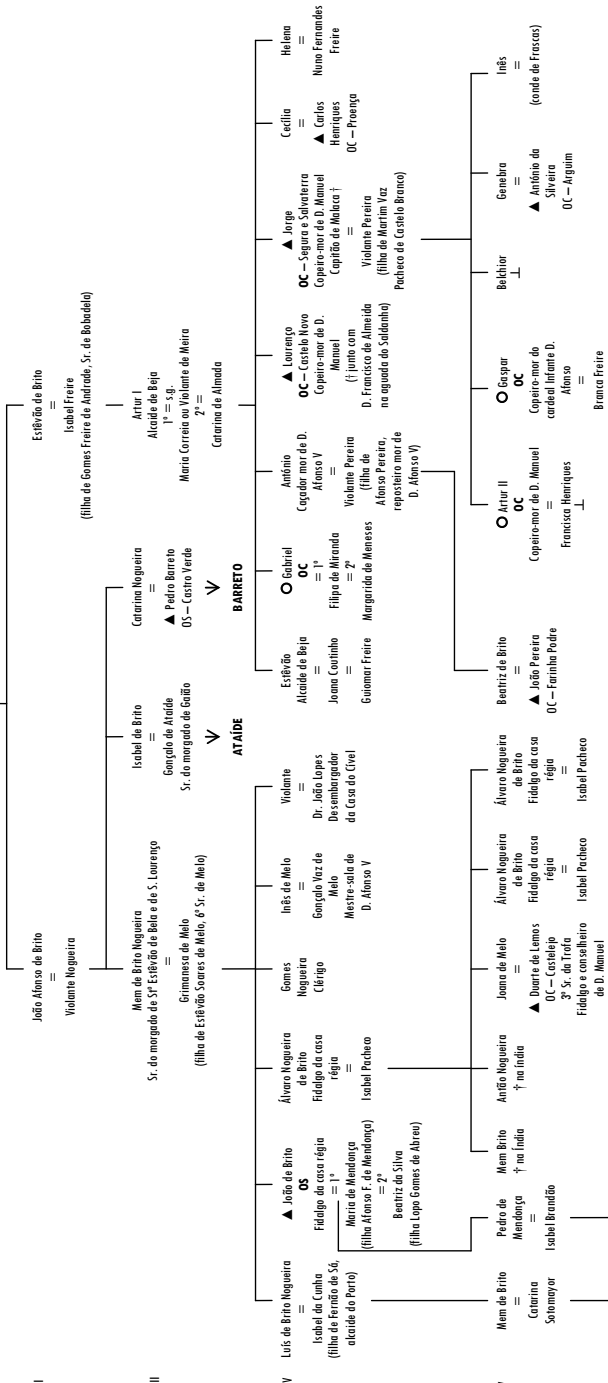 I
João Afonso de Brito
=
Violante Nogueira
Estêvão de Brito
=
Isabel Freire
(filha de Gomes Freire de Andrade, Sr. de Bobadela)
II
Mem de Brito Nogueira
Sr. do morgado de Stº Estêvão de Beja e de S. Lourenço
=
Grimanesa de Melo
(filha de Estêvão Soares de Melo, 6º Sr. de Melo)
Isabel de Brito
=
Gonçalo de Ataíde
Sr. do morgado de Gaião
ATAÍDE
Catarina Nogueira
=
▲ Pedro Barreto
OS – Castro Verde
BARRETO
Artur I
Alcaide de Beja
1º = s.g.
Maria Correia ou Violante de Meira
2º =
Catarina de Almada
V
Luís de Brito Nogueira
=
Isabel da Cunha
(filha de Fernão de Sá,
alcaide do Porto)
▲ João de Brito
OS
Fidalgo da casa régia
= 1º
Maria de Mendonça
(filha Afonso F. de Mendonça)
= 2º
Beatriz da Silva
(filha Lopo Gomes de Abreu)
Álvaro Nogueira
de Brito
Fidalgo da casa
régia
=
Isabel Pacheco
Gomes
Nogueira
Clérigo
Inês de Melo
=
Gonçalo Vaz de
Melo
Mestre-sala de
D. Afonso V
Violante
=
Dr. João Lopes
Desembargador
da Casa do Cível
Estêvão
Alcaide de Beja
=
Joana Coutinho
=
Guiomar Freire
O Gabriel
OC
= 1º
Filipa de Miranda
= 2º
Margarida de Meneses
António
Caçador mor de D.
Afonso V
=
Violante Pereira
(filha de
Afonso Pereira,
reposteiro mor de
D. Afonso V)
▲ Lourenço
OC – Castelo Novo
Copeiro-mor de D.
Manuel
(† junto com
D. Francisco de Almeida
na aguada do Saldanha)
▲ Jorge
OC – Segura e Salvaterra
Copeiro-mor de D. Manuel
Capitão de Malaca †
=
Violante Pereira
(filha de Martim Vaz
Pacheco de Castelo Branco)
Cecília
=
▲ Carlos
Henriques
OC – Proença
Helena
=
Nuno Fernandes
Freire
Mem de Brito
=
Catarina
Sotomayor
Pedro de
Mendonça
=
Isabel Brandão
Mem Brito
† na Índia
Antão Nogueira
† na índia
Joana de Melo
=
▲ Duarte de Lemos
OC – Castelejo
3º Sr. da Trofa
Fidalgo e conselheiro
de D. Manuel
Álvaro Nogueira
de Brito
Fidalgo da casa
régia
=
Isabel Pacheco
Álvaro Nogueira
de Brito
Fidalgo da casa
régia
=
Isabel Pacheco
Beatriz de Brito
=
▲ João Pereira
OC – Farinha Podre
O Artur II
OC
Copeiro-mor de D. Manuel
=
Francisca Henriques
⊥
O Gaspar
OC
Copeiro-mor do
cardeal Infante D.
Afonso
=
Branca Freire
Belchior
⊥
Genebra
=
▲ António da
Silveira
OC – Arguim
Inês
=
(conde de Frascas)